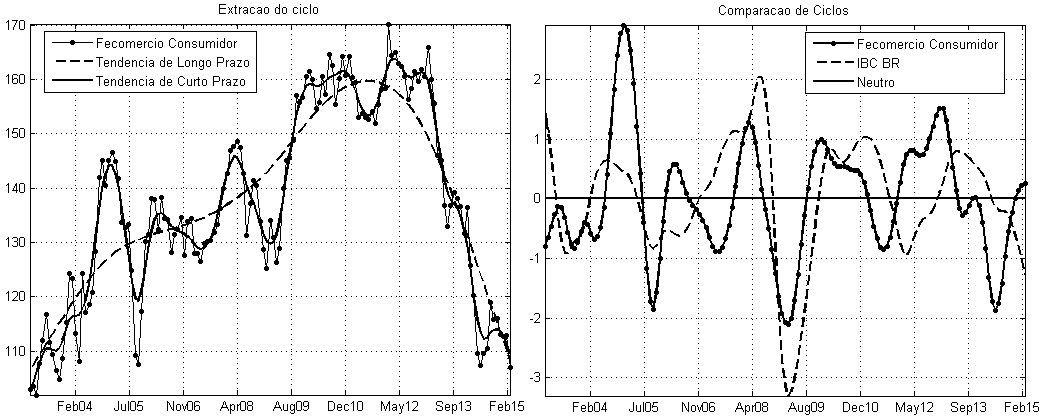 Extracao do ciclo
170
160
150
140
130
120
110
Fecomercio Consumidor
Tendencia de Longo Prazo
Tendencia de Curto Prazo
Feb04 Jul05 Nov06 Apr08 Aug09 Dec10 May12 Sep13 Feb15
Comparacao de Ciclos
2
1
0
-1
-2
-3
Fecomercio Consumidor
IBC BR
Neutro
Feb04 Jul05 Nov06 Apr08 Aug09 Dec10 May12 Sep13 Feb15